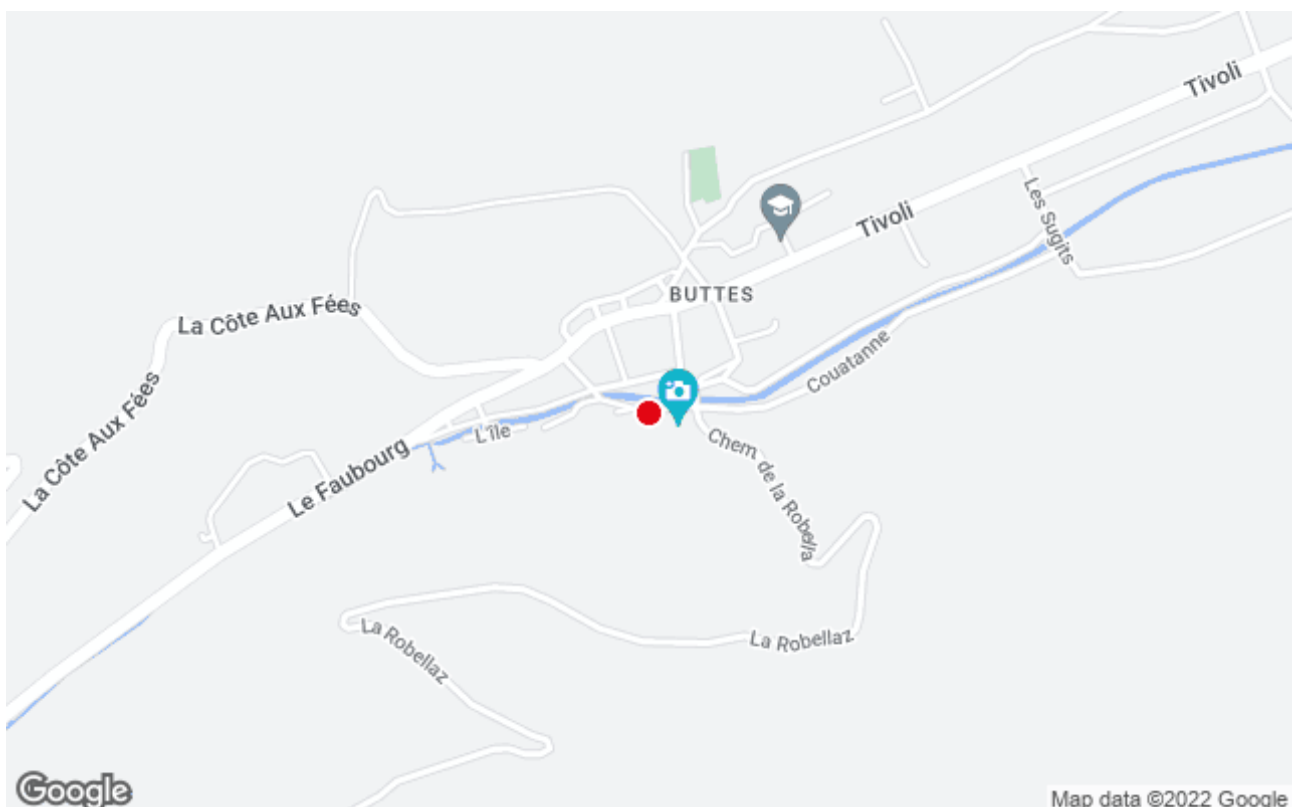 Tivoli
Les Sugits
Tivoli
BUTTES
La Côte Aux Fées
Couatanne
La Côte Aux Fées
L'île
Chem. de la Robella
Le Faubourg
La Robellaz
La Robellaz
Google
Map data ©2022 Google